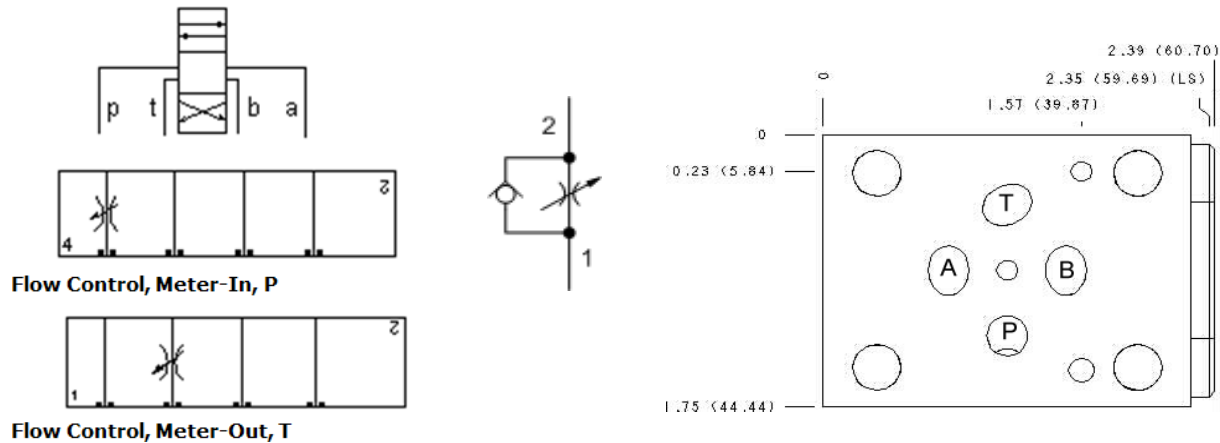 p t b a
4 2
Flow Control, Meter-In, P
1 2
Flow Control, Meter-Out, T
2
1
2.39 (60.70)
2.35 (59.69) (LS)
1.57 (39.87)
0
0
0.23 (5.84)
1.75 (44.44)
T
A B
P